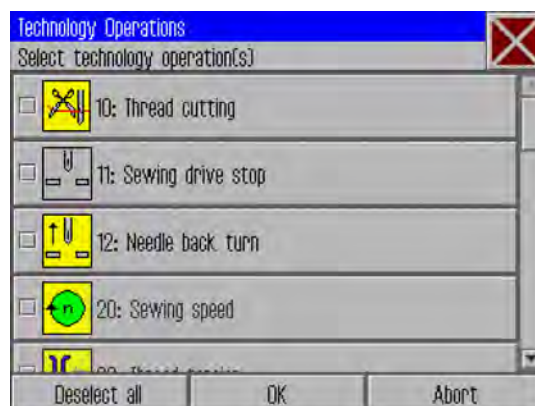 Technology Operations
Select technology operation(s)
10: Thread cutting
11: Sewing drive stop
12: Needle back turn
n 20: Sewing speed
Deselect all OK Abort